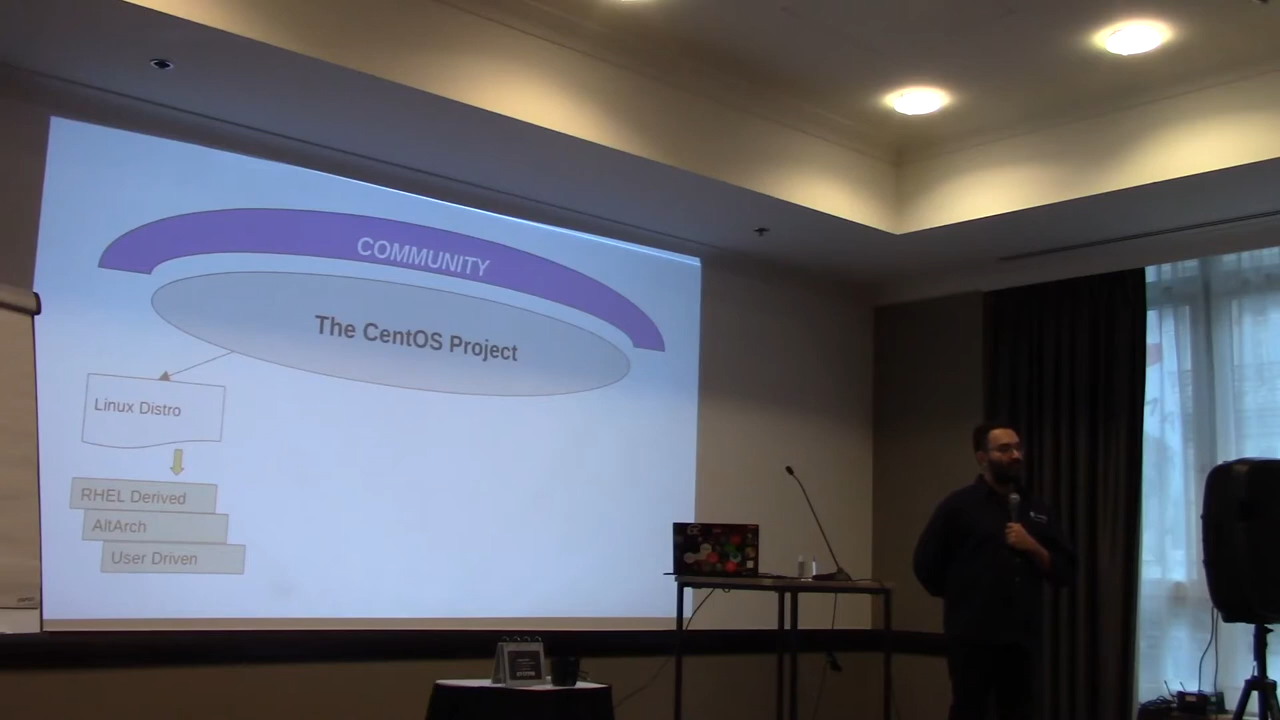 COMMUNITY
The CentOS Project
Linux Distro
RHEL Derived
AltArch
User Driven